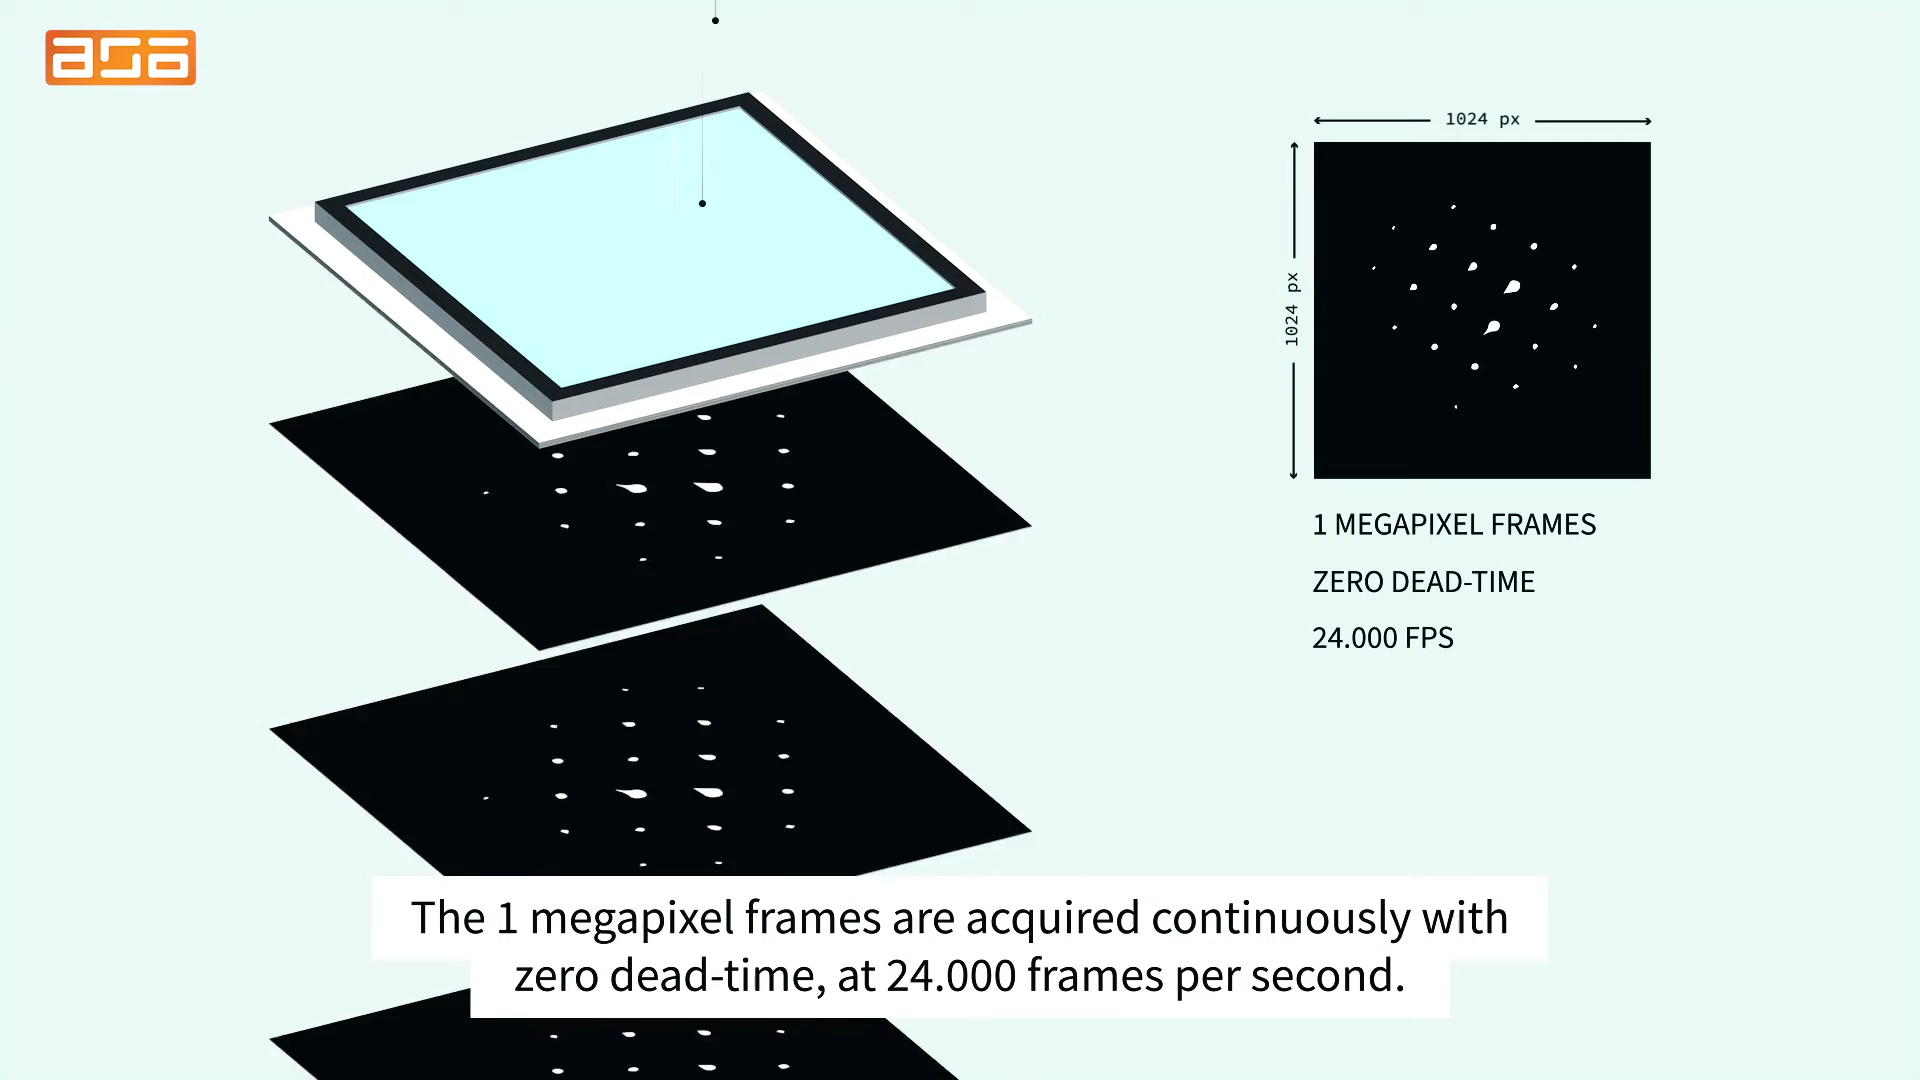 asa
1024 px
1024 px
1 MEGAPIXEL FRAMES
ZERO DEAD-TIME
24.000 FPS
The 1 megapixel frames are acquired continuously with
zero dead-time, at 24.000 frames per second.